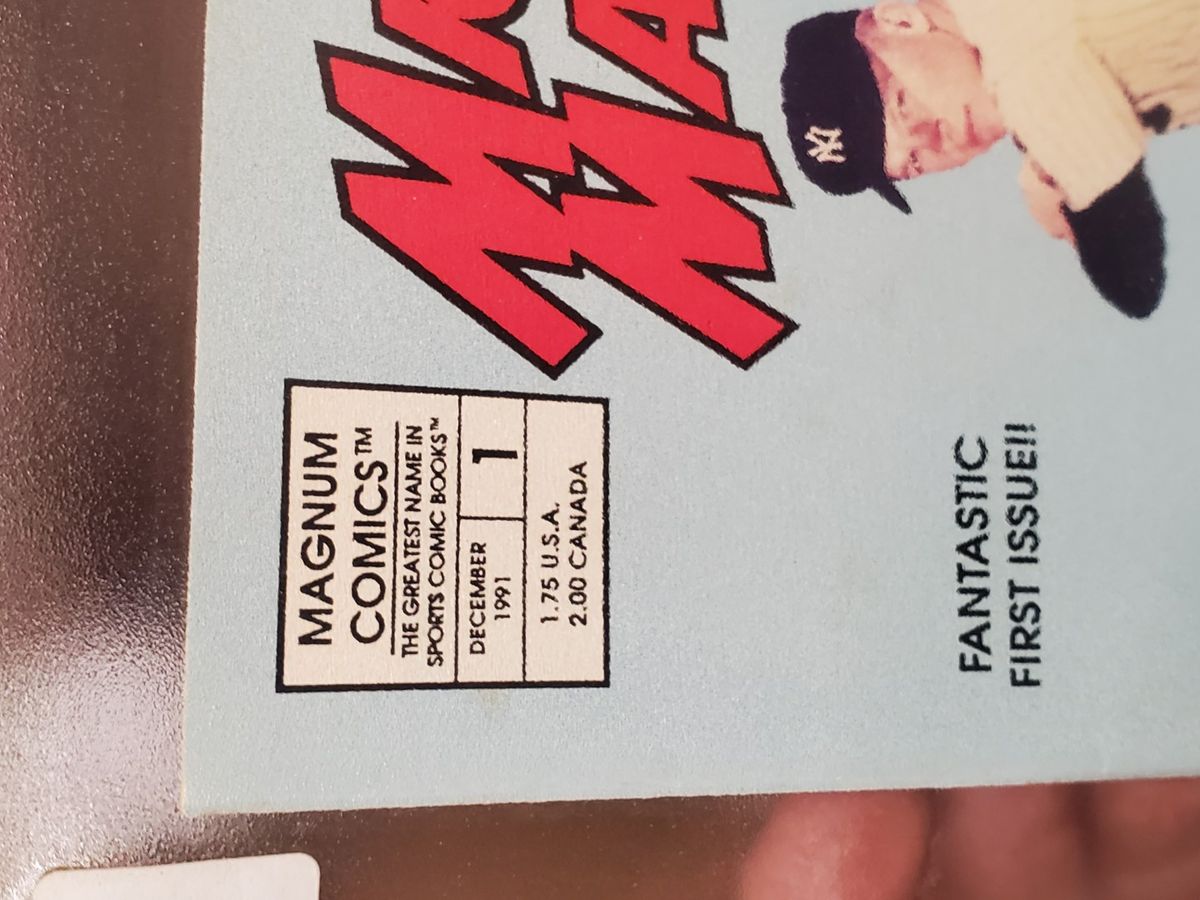 MAGNUM
COMICS™
THE GREATEST NAME IN
SPORTS COMIC BOOKS™
DECEMBER
1991
1
1.75 U.S.A.
2.00 CANADA
NY
FANTASTIC
FIRST ISSUE!!